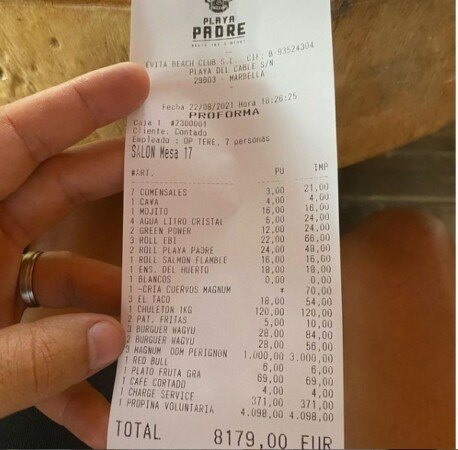 PLAYA
PADRE
EVITA BEACH CLUB S.L. CIF: B-93524304
PLAYA DEL CABLE S/N
29603 - MARBELLA
Fecha 22/08/2021 Hora 18:26:25
PROFORMA
Caja 1 #2300001
Cliente: Contado
Empleado : OP TERE, 7 personas
SALON Mesa 17
#ART. PU IMP
7 COMENSALES 3,00 21,00
1 CAVA 4,00 4,00
1 MOJITO 16,00 16,00
4 AGUA LITRO CRISTAL 6,00 24,00
2 GREEN POWER 12,00 24,00
3 ROLL EBI 22,00 66,00
2 ROLL PLAYA PADRE 24,00 48,00
1 ROLL SALMON FLAMBEE 16,00 16,00
1 ENS. DEL HUERTO 18,00 18,00
1 BLANCOS 0,00 0,00
1 -CRIA CUERVOS MAGNUM * 70,00
3 EL TACO 18,00 54,00
1 CHULETON 1KG 120,00 120,00
2 PAT. FRITAS 5,00 10,00
3 BURGUER WAGYU 28,00 84,00
2 BURGUER WAGYU 28,00 56,00
3 MAGNUM DOM PERIGNON 1.000,00 3.000,00
1 RED BULL 6,00 6,00
1 PLATO FRUTA GRA 69,00 69,00
1 CAFE CORTADO 4,00 4,00
1 CHARGE SERVICE 371,00 371,00
1 PROPINA VOLUNTARIA 4.098,00 4.098,00
TOTAL 8179,00 EUR